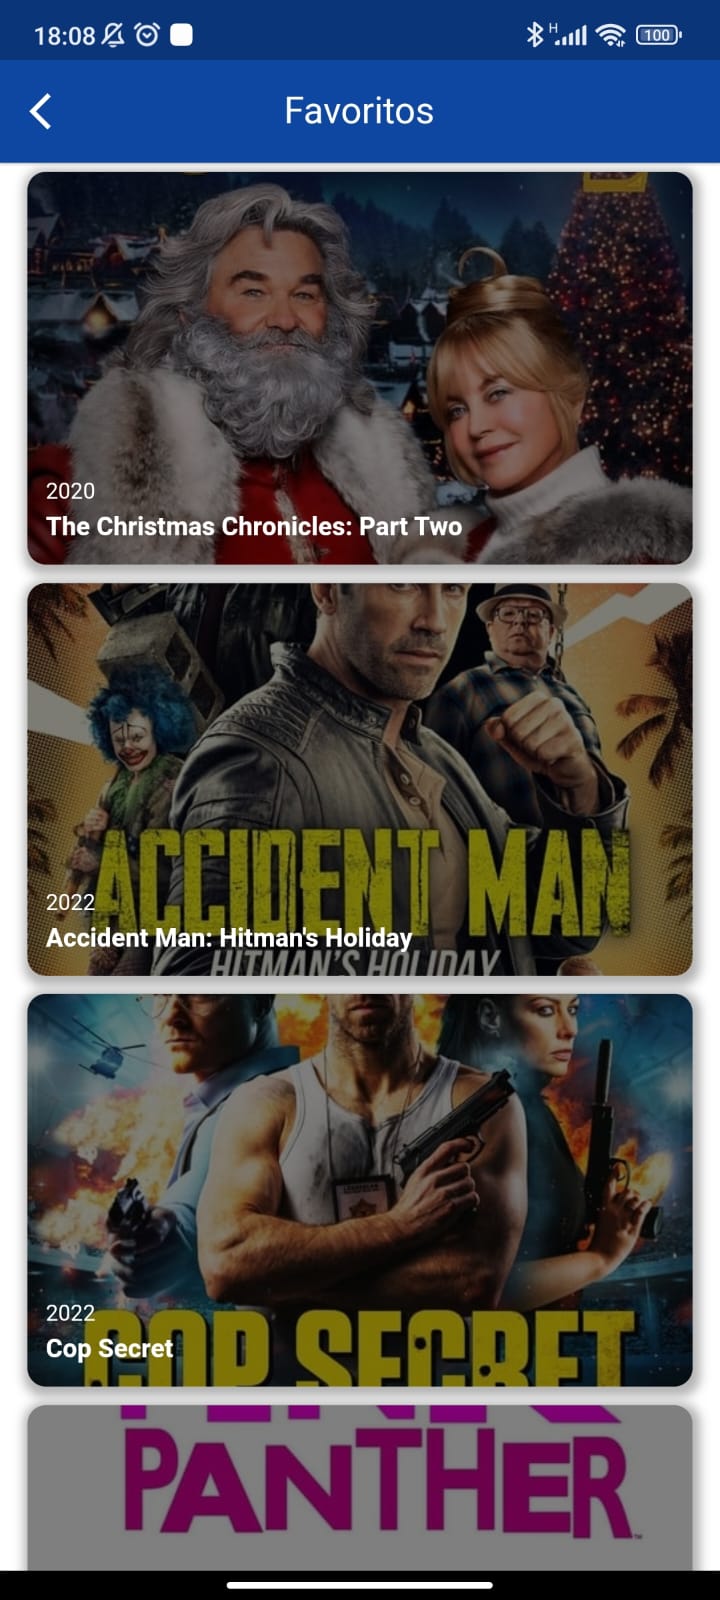 18:08
H
100
Favoritos
2020
The Christmas Chronicles: Part Two
ACCIDENT MAN
2022
Accident Man: Hitman's Holiday
HITMAN'S HOLIDAY
2022
COP SECRET
Cop Secret
PANTHER
TM